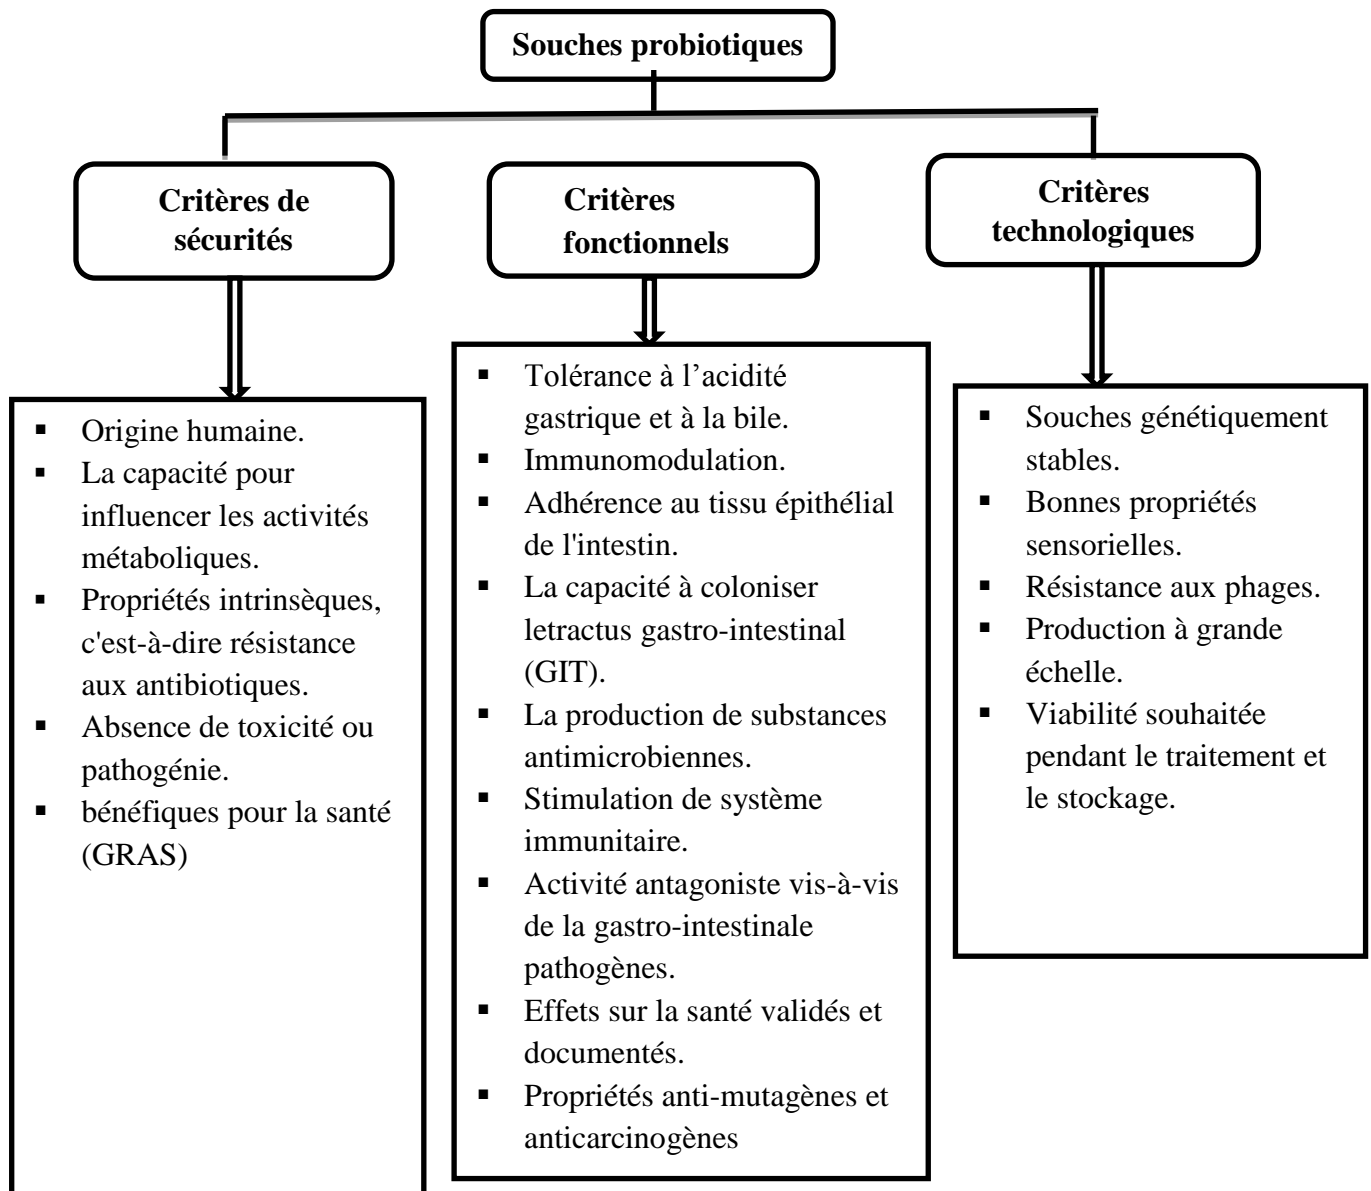 Souches probiotiques
Critères de
sécurités
Origine humaine.
La capacité pour
influencer les activités
métaboliques.
Propriétés intrinsèques,
c'est-à-dire résistance
aux antibiotiques.
Absence de toxicité ou
pathogénie.
bénéfiques pour la santé
(GRAS)
Critères
fonctionnels
Tolérance à l’acidité
gastrique et à la bile.
Immunomodulation.
Adhérence au tissu épithélial
de l'intestin.
La capacité à coloniser
letractus gastro-intestinal
(GIT).
La production de substances
antimicrobiennes.
Stimulation de système
immunitaire.
Activité antagoniste vis-à-vis
de la gastro-intestinale
pathogènes.
Effets sur la santé validés et
documentés.
Propriétés anti-mutagènes et
anticarcinogènes
Critères
technologiques
Souches génétiquement
stables.
Bonnes propriétés
sensorielles.
Résistance aux phages.
Production à grande
échelle.
Viabilité souhaitée
pendant le traitement et
le stockage.